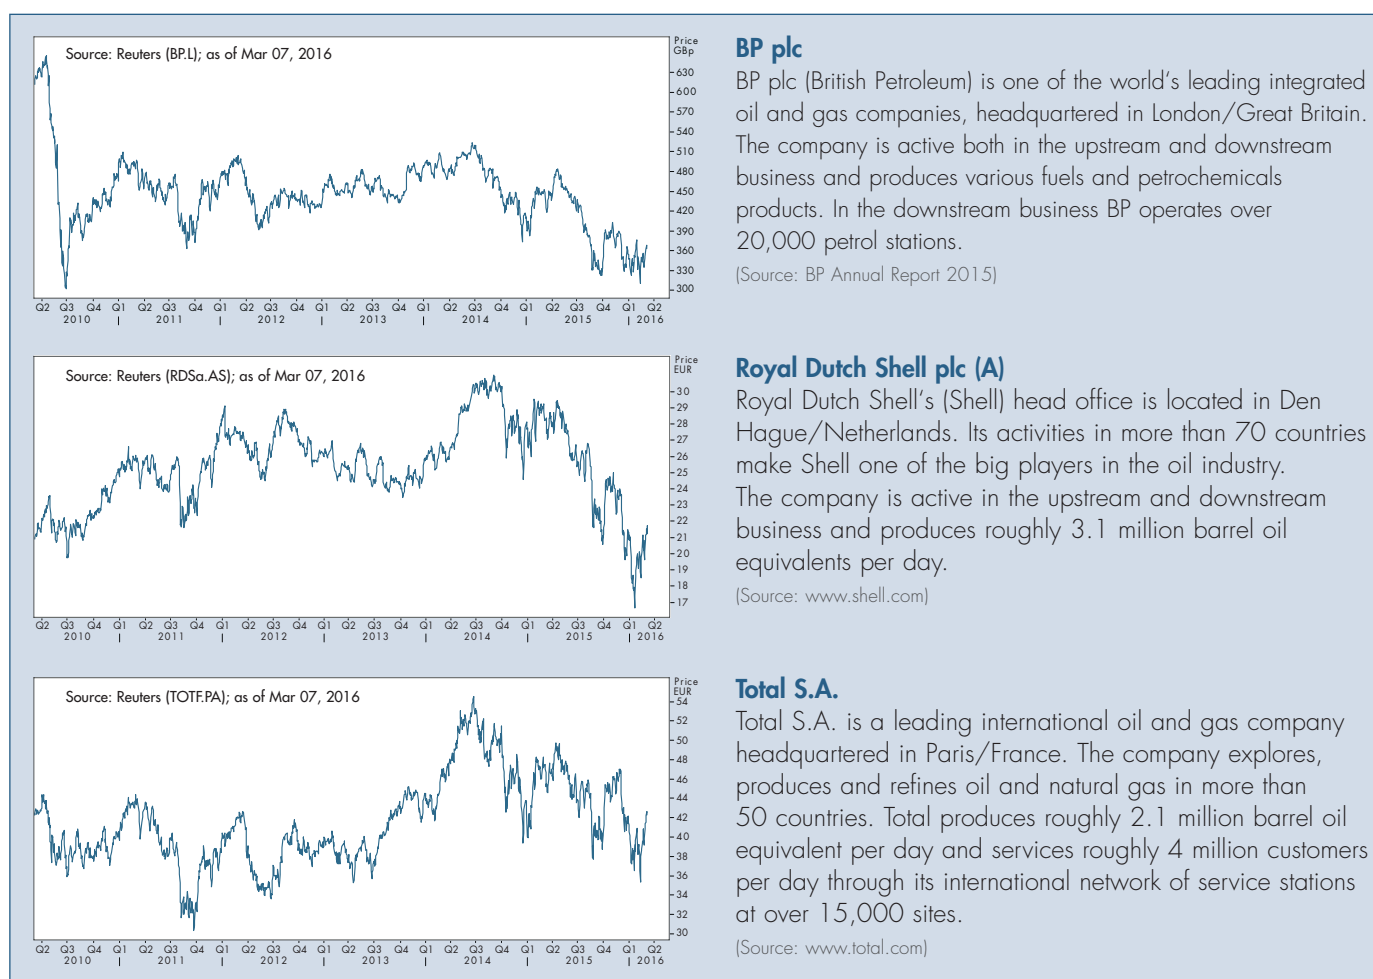 Source: Reuters (BP.L); as of Mar 07, 2016
Price
GBp
630
600
570
540
510
480
450
420
390
360
330
300
Q2 Q3 Q4 Q1 Q2 Q3 Q4 Q1 Q2 Q3 Q4 Q1 Q2 Q3 Q4 Q1 Q2 Q3 Q4 Q1 Q2 Q3 Q4 Q1 Q2
2010 2011 2012 2013 2014 2015 2016
BP plc
BP plc (British Petroleum) is one of the world's leading integrated
oil and gas companies, headquartered in London/Great Britain.
The company is active both in the upstream and downstream
business and produces various fuels and petrochemicals
products. In the downstream business BP operates over
20,000 petrol stations.
(Source: BP Annual Report 2015)
Source: Reuters (RDSa.AS); as of Mar 07, 2016
Price
EUR
30
29
28
27
26
25
24
23
22
21
20
19
18
17
Q2 Q3 Q4 Q1 Q2 Q3 Q4 Q1 Q2 Q3 Q4 Q1 Q2 Q3 Q4 Q1 Q2 Q3 Q4 Q1 Q2 Q3 Q4 Q1 Q2
2010 2011 2012 2013 2014 2015 2016
Royal Dutch Shell plc (A)
Royal Dutch Shell's (Shell) head office is located in Den
Hague/Netherlands. Its activities in more than 70 countries
make Shell one of the big players in the oil industry.
The company is active in the upstream and downstream
business and produces roughly 3.1 million barrel oil
equivalents per day.
(Source: www.shell.com)
Source: Reuters (TOTF.PA); as of Mar 07, 2016
Price
EUR
54
52
50
48
46
44
42
40
38
36
34
32
30
Q2 Q3 Q4 Q1 Q2 Q3 Q4 Q1 Q2 Q3 Q4 Q1 Q2 Q3 Q4 Q1 Q2 Q3 Q4 Q1 Q2 Q3 Q4 Q1 Q2
2010 2011 2012 2013 2014 2015 2016
Total S.A.
Total S.A. is a leading international oil and gas company
headquartered in Paris/France. The company explores,
produces and refines oil and natural gas in more than
50 countries. Total produces roughly 2.1 million barrel oil
equivalent per day and services roughly 4 million customers
per day through its international network of service stations
at over 15,000 sites.
(Source: www.total.com)